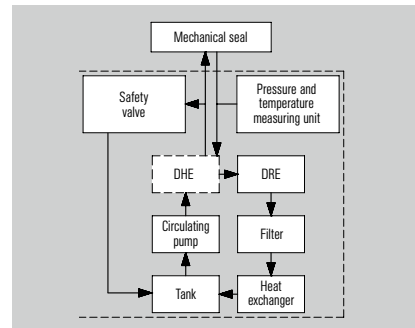 Mechanical seal
Safety
valve
Pressure and
temperature
measuring unit
DHE
DRE
Circulating
pump
Filter
Tank
Heat
exchanger